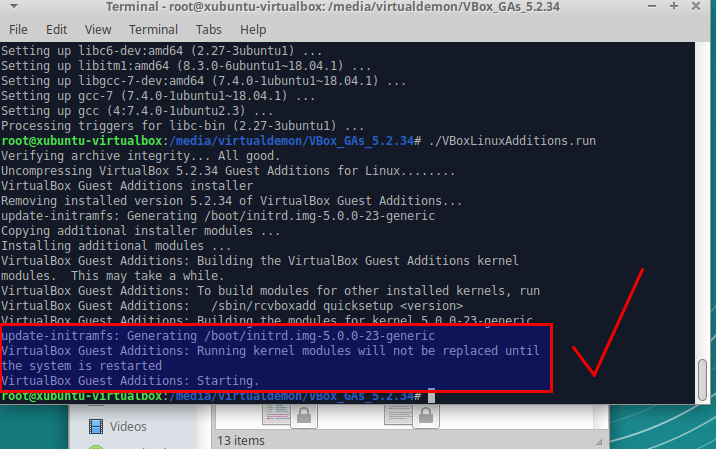 Terminal - root@xubuntu-virtualbox: /media/virtualdemon/VBox_GAs_5.2.34
File Edit View Terminal Tabs Help
Setting up libc6-dev:amd64 (2.27-3ubuntu1) ...
Setting up libitm1:amd64 (8.3.0-6ubuntu1~18.04.1) ...
Setting up libgcc-7-dev:amd64 (7.4.0-1ubuntu1~18.04.1) ...
Setting up gcc-7 (7.4.0-1ubuntu1~18.04.1) ...
Setting up gcc (4:7.4.0-1ubuntu2.3) ...
Processing triggers for libc-bin (2.27-3ubuntu1) ...
root@xubuntu-virtualbox:/media/virtualdemon/VBox_GAs_5.2.34# ./VBoxLinuxAdditions.run
Verifying archive integrity... All good.
Uncompressing VirtualBox 5.2.34 Guest Additions for Linux........
VirtualBox Guest Additions installer
Removing installed version 5.2.34 of VirtualBox Guest Additions...
update-initramfs: Generating /boot/initrd.img-5.0.0-23-generic
Copying additional installer modules ...
Installing additional modules ...
VirtualBox Guest Additions: Building the VirtualBox Guest Additions kernel
modules.  This may take a while.
VirtualBox Guest Additions: To build modules for other installed kernels, run
VirtualBox Guest Additions:   /sbin/rcvboxadd quicksetup <version>
VirtualBox Guest Additions: Building the modules for kernel 5.0.0-23-generic
update-initramfs: Generating /boot/initrd.img-5.0.0-23-generic
VirtualBox Guest Additions: Running kernel modules will not be replaced until
the system is restarted
VirtualBox Guest Additions: Starting.
root@xubuntu-virtualbox:/media/virtualdemon/VBox_GAs_5.2.34#
Videos
13 items